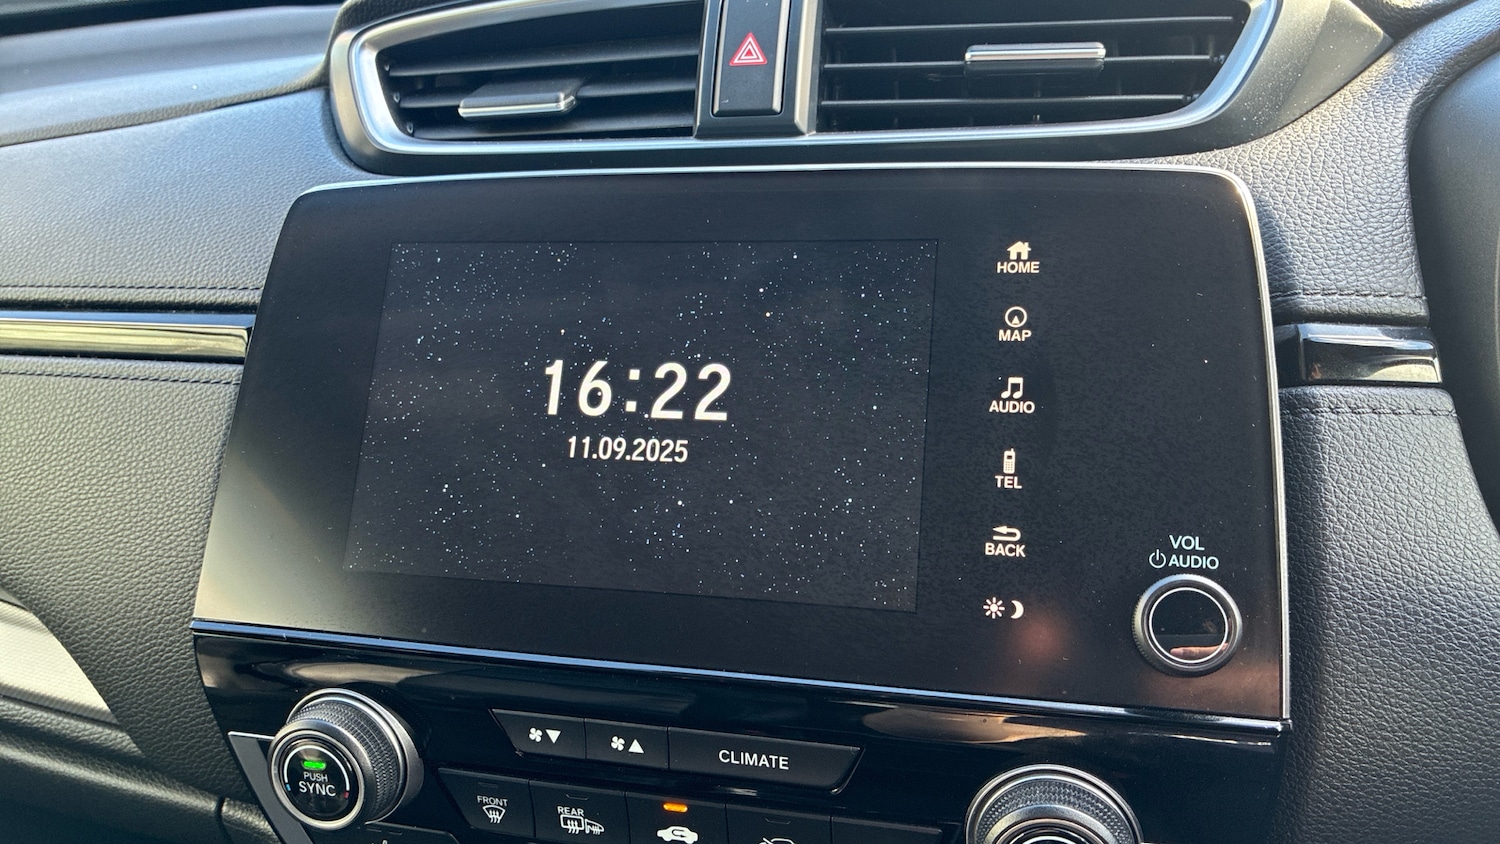 HOME
MAP
AUDIO
16:22
11.09.2025
TEL
BACK
VOL
AUDIO
CLIMATE
PUSH
SYNC
FRONT
REAR